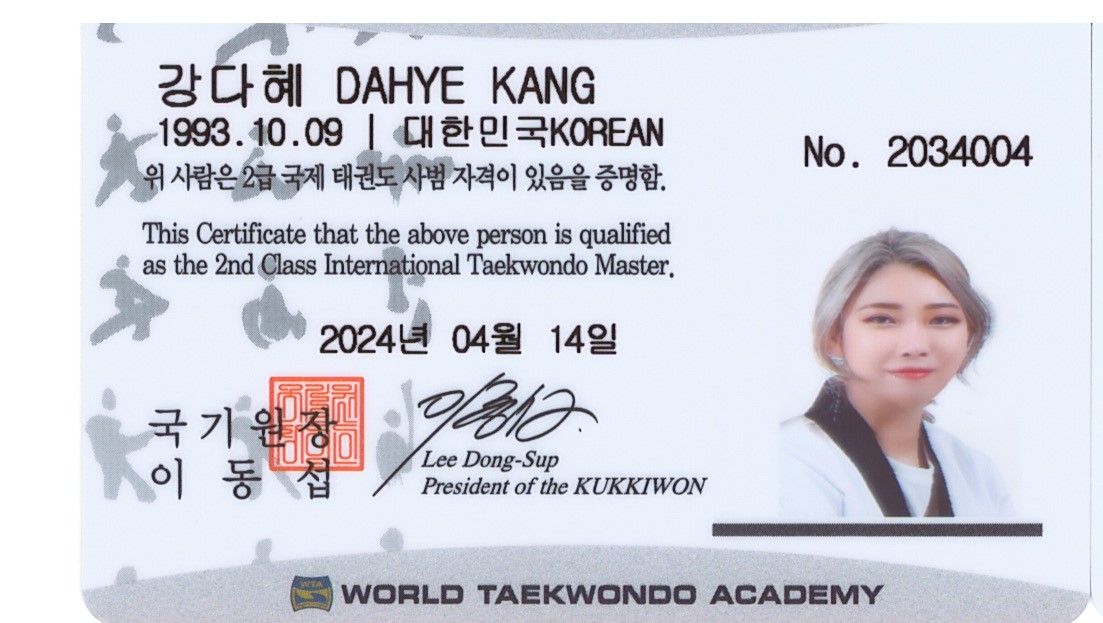 강다혜 DAHYE KANG
1993.10.09 | 대한민국KOREAN
No. 2034004
위 사람은 2급 국제 태권도 사범 자격이 있음을 증명함.
This Certificate that the above person is qualified
as the 2nd Class International Taekwondo Master.
2024년 04월 14일
국기원장
이 동 섭
Lee Dong-Sup
President of the KUKKIWON
WTA
WORLD TAEKWONDO ACADEMY